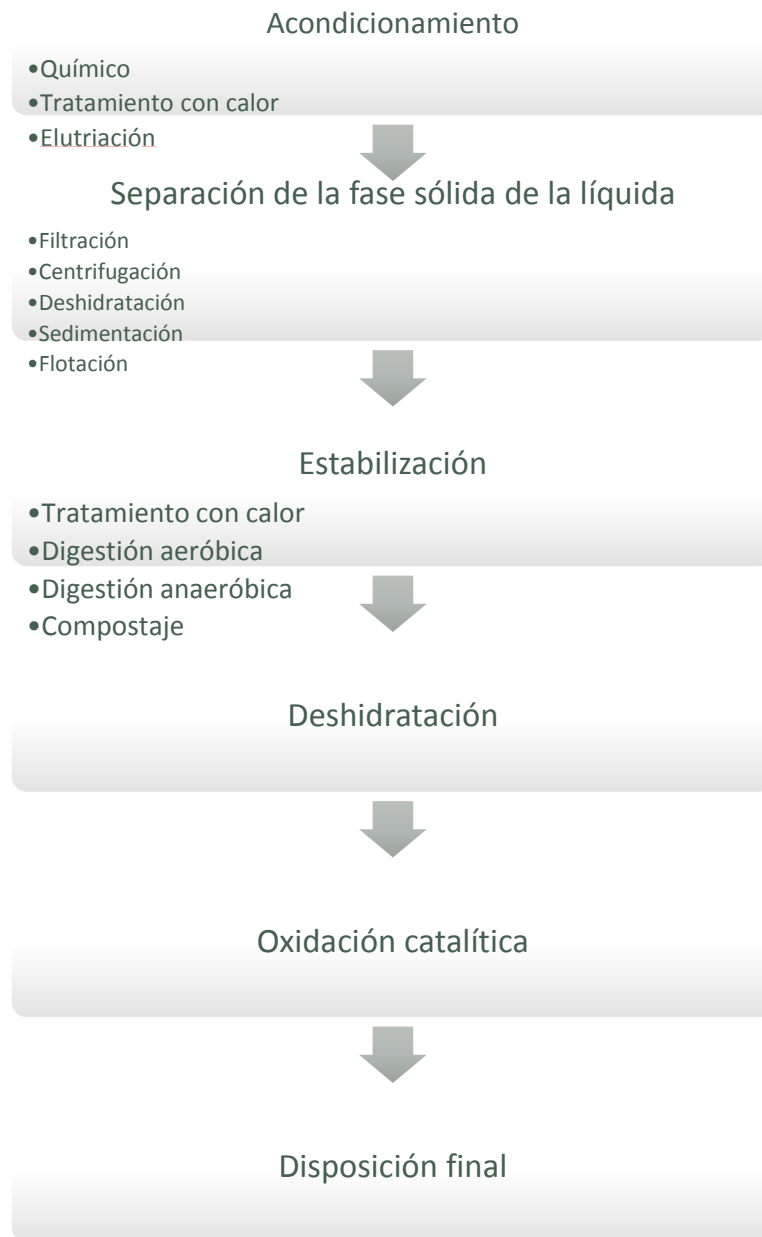 Acondicionamiento
•Químico
•Tratamiento con calor
•Elutriación
Separación de la fase sólida de la líquida
•Filtración
•Centrifugación
•Deshidratación
•Sedimentación
•Flotación
Estabilización
•Tratamiento con calor
•Digestión aeróbica
•Digestión anaeróbica
•Compostaje
Deshidratación
Oxidación catalítica
Disposición final